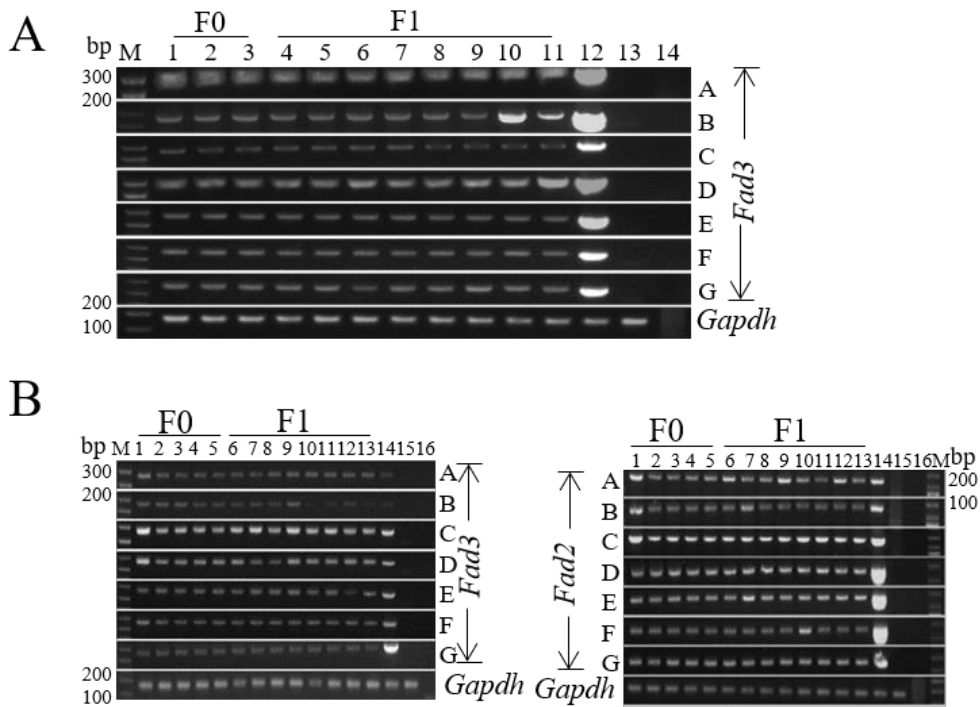 A
F0 F1
bp M 1 2 3 4 5 6 7 8 9 10 11 12 13 14
300
200
A
B
C
D
E
F
G
Fad3
200
100
Gapdh
B
F0 F1
bp M 1 2 3 4 5 6 7 8 9 10 11 12 13 14 15 16
300
200
A
B
C
D
E
F
G
Fad3
200
100
Gapdh
F0 F1
1 2 3 4 5 6 7 8 9 10 11 12 13 14 15 16 M bp
200
100
A
B
C
D
E
F
G
Fad2
Gapdh